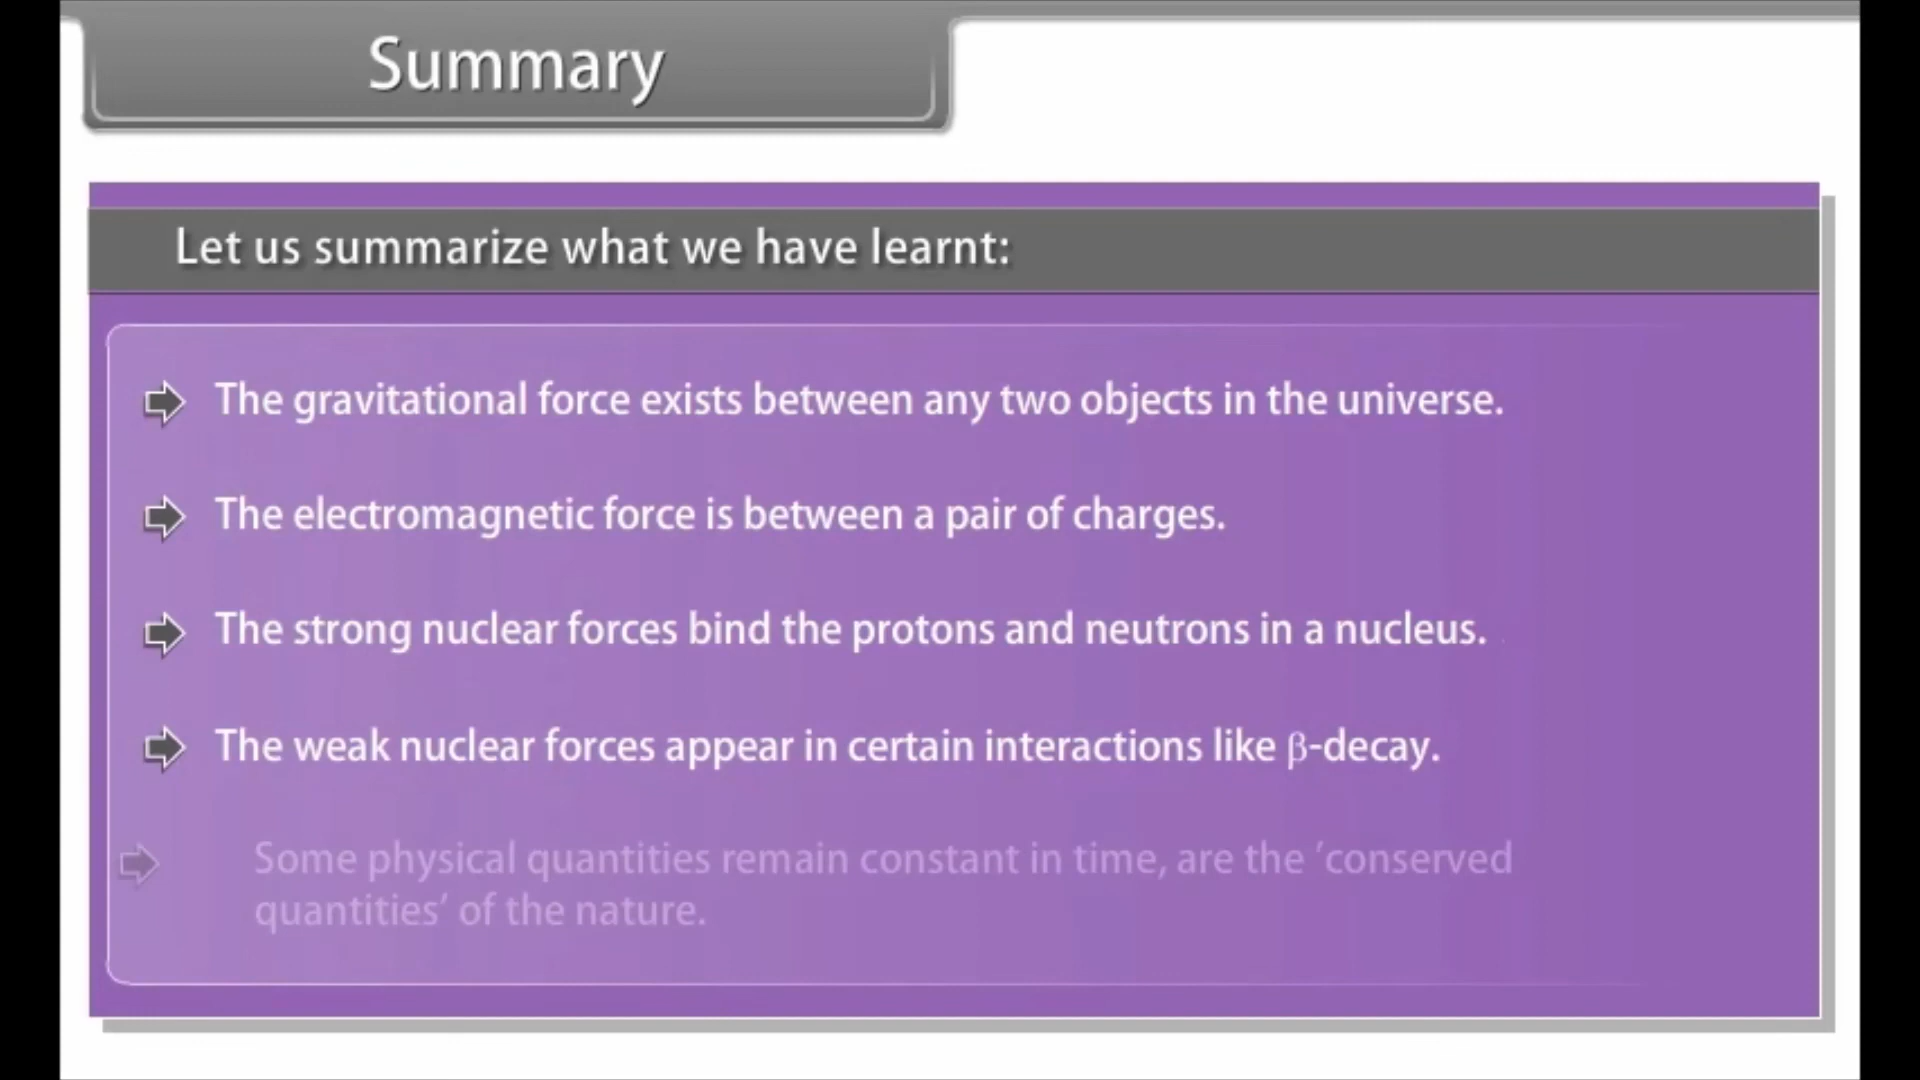 Summary
Let us summarize what we have learnt:
The gravitational force exists between any two objects in the universe.
The electromagnetic force is between a pair of charges.
The strong nuclear forces bind the protons and neutrons in a nucleus.
The weak nuclear forces appear in certain interactions like β-decay.
Some physical quantities remain constant in time, are the ‘conserved
quantities’ of the nature.